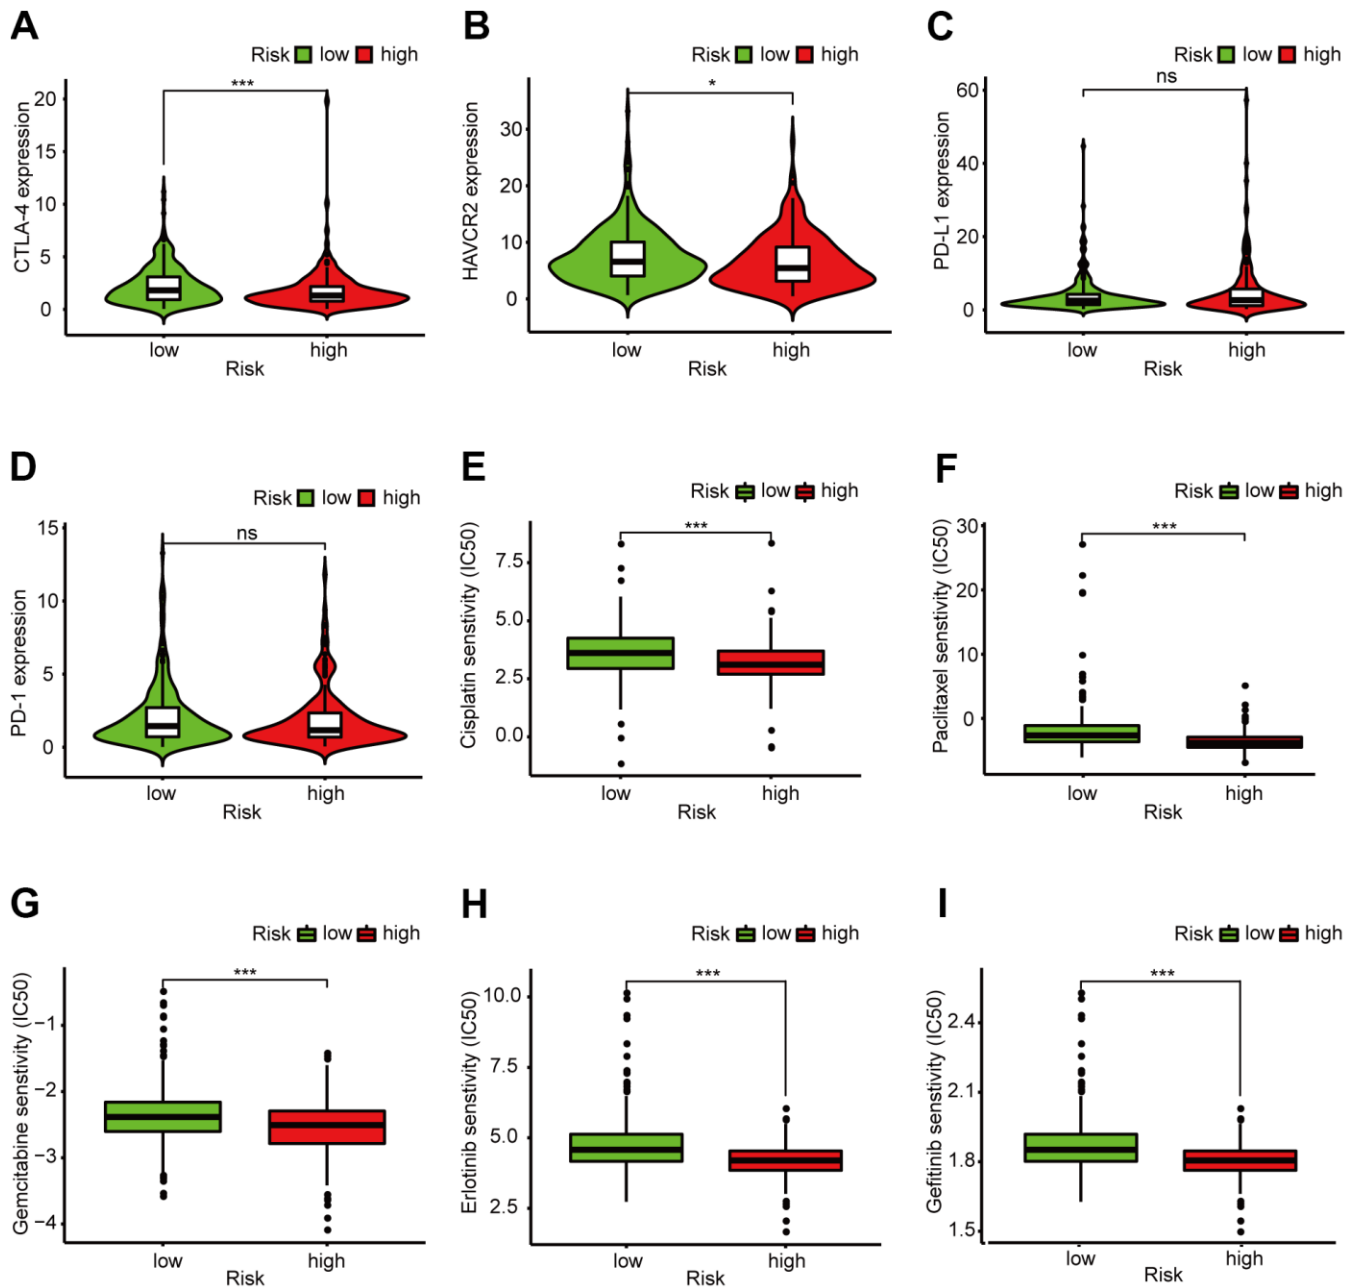 A
Risk low high
***
CTLA-4 expression
20
15
10
5
0
low high
Risk
B
Risk low high
*
HAVCR2 expression
30
20
10
0
low high
Risk
C
Risk low high
ns
PD-L1 expression
60
40
20
0
low high
Risk
D
Risk low high
ns
PD-1 expression
15
10
5
0
low high
Risk
E
Risk low high
***
Cisplatin senstivity (IC50)
7.5
5.0
2.5
0.0
low high
Risk
F
Risk low high
***
Paclitaxel senstivity (IC50)
30
20
10
0
low high
Risk
G
Risk low high
***
Gemcitabine senstivity (IC50)
−1
−2
−3
−4
low high
Risk
H
Risk low high
***
Erlotinib senstivity (IC50)
10.0
7.5
5.0
2.5
low high
Risk
I
Risk low high
***
Gefitinib senstivity (IC50)
2.4
2.1
1.8
1.5
low high
Risk